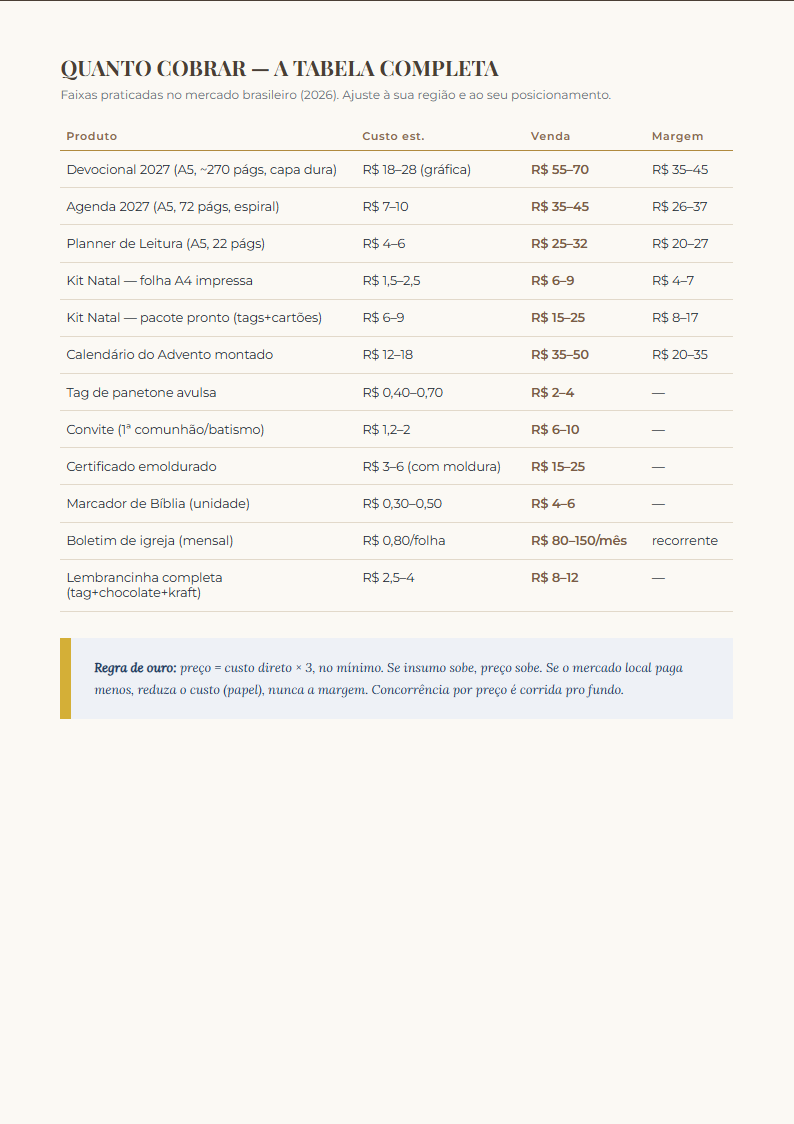 QUANTO COBRAR — A TABELA COMPLETA
Faixas praticadas no mercado brasileiro (2026). Ajuste à sua região e ao seu posicionamento.
Produto Custo est. Venda Margem
Devocional 2027 (A5, ~270 págs, capa dura) R$ 18–28 (gráfica) R$ 55–70 R$ 35–45
Agenda 2027 (A5, 72 págs, espiral) R$ 7–10 R$ 35–45 R$ 26–37
Planner de Leitura (A5, 22 págs) R$ 4–6 R$ 25–32 R$ 20–27
Kit Natal — folha A4 impressa R$ 1,5–2,5 R$ 6–9 R$ 4–7
Kit Natal — pacote pronto (tags+cartões) R$ 6–9 R$ 15–25 R$ 8–17
Calendário do Advento montado R$ 12–18 R$ 35–50 R$ 20–35
Tag de panetone avulsa R$ 0,40–0,70 R$ 2–4 —
Convite (1ª comunhão/batismo) R$ 1,2–2 R$ 6–10 —
Certificado emoldurado R$ 3–6 (com moldura) R$ 15–25 —
Marcador de Bíblia (unidade) R$ 0,30–0,50 R$ 4–6 —
Boletim de igreja (mensal) R$ 0,80/folha R$ 80–150/mês recorrente
Lembrancinha completa R$ 2,5–4 R$ 8–12 —
(tag+chocolate+kraft)
Regra de ouro: preço = custo direto × 3, no mínimo. Se insumo sobe, preço sobe. Se o mercado local paga
menos, reduza o custo (papel), nunca a margem. Concorrência por preço é corrida pro fundo.